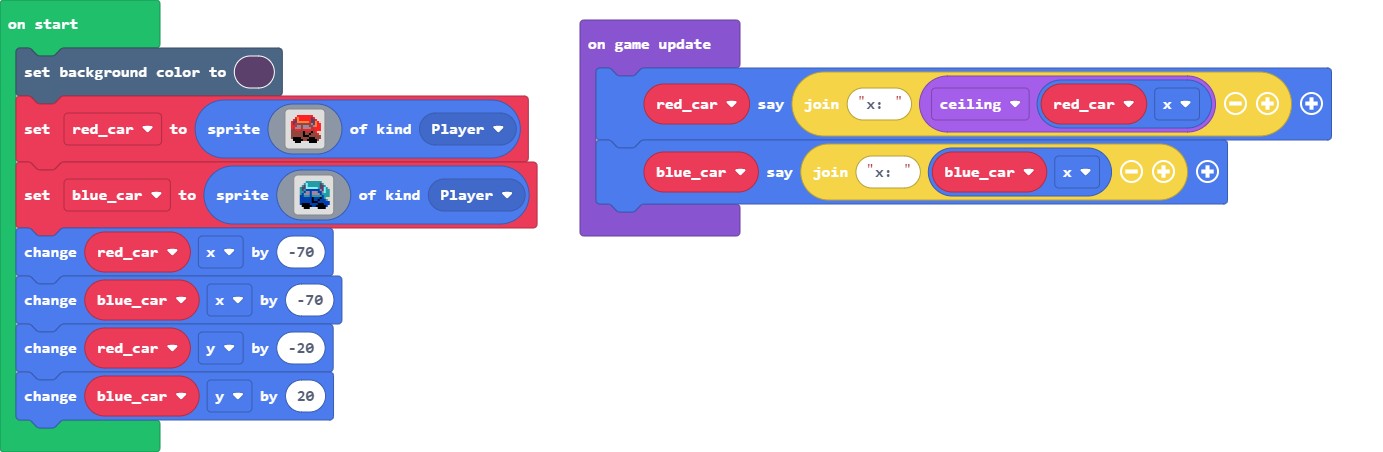 on start
set background color to
set red_car to sprite of kind Player
set blue_car to sprite of kind Player
change red_car x by -70
change blue_car x by -70
change red_car y by -20
change blue_car y by 20
on game update
red_car say join "x: " ceiling red_car x
blue_car say join "x: " blue_car x